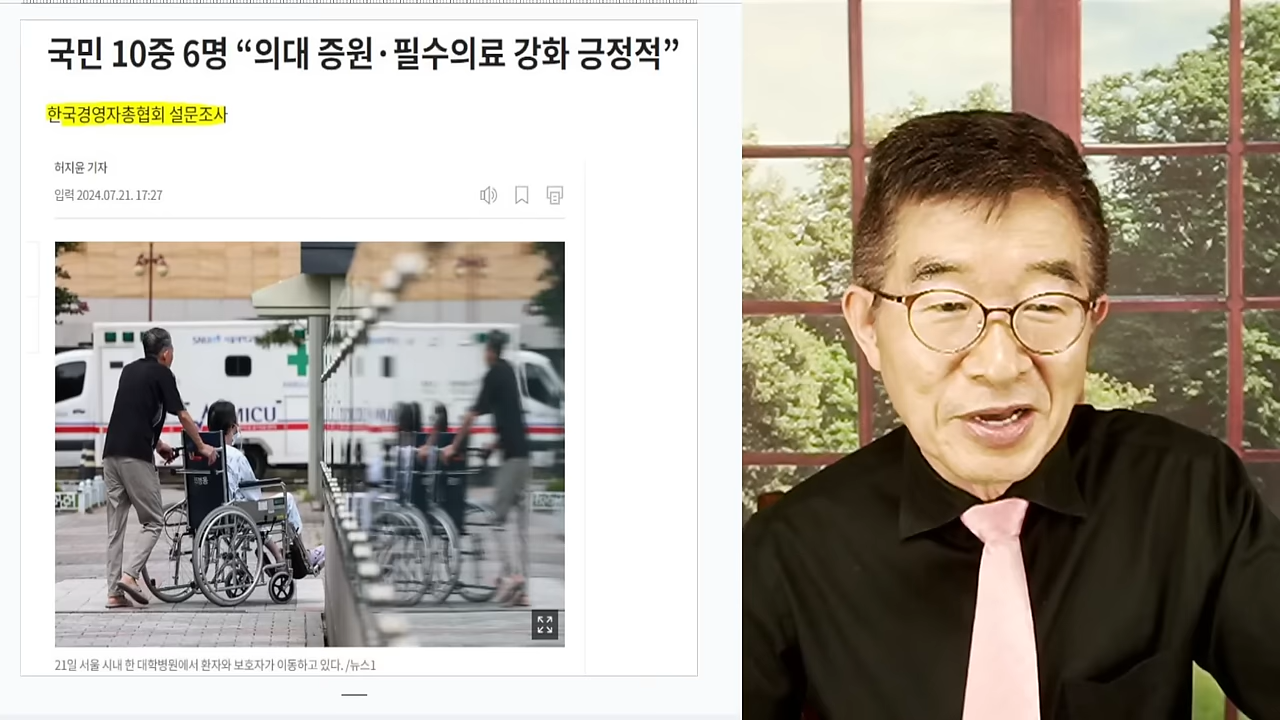 국민 10중 6명 “의대 증원·필수의료 강화 긍정적”
한국경영자총협회 설문조사
허지윤 기자
입력 2024.07.21. 17:27
MICU
21일 서울 시내 한 대학병원에서 환자와 보호자가 이동하고 있다. /뉴스1